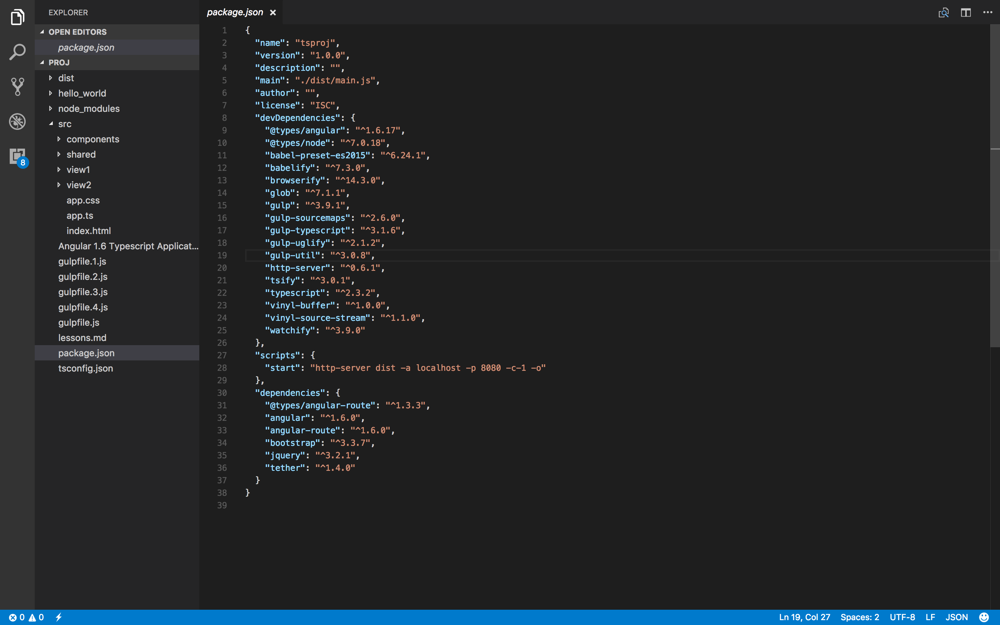 EXPLORER
OPEN EDITORS
package.json
PROJ
dist
hello_world
node_modules
src
components
shared
view1
view2
app.css
app.ts
index.html
Angular 1.6 Typescript Applicat...
gulpfile.1.js
gulpfile.2.js
gulpfile.3.js
gulpfile.4.js
gulpfile.js
lessons.md
package.json
tsconfig.json
8
package.json
1 {
2   "name": "tsproj",
3   "version": "1.0.0",
4   "description": "",
5   "main": "./dist/main.js",
6   "author": "",
7   "license": "ISC",
8   "devDependencies": {
9     "@types/angular": "^1.6.17",
10     "@types/node": "^7.0.18",
11     "babel-preset-es2015": "^6.24.1",
12     "babelify": "^7.3.0",
13     "browserify": "^14.3.0",
14     "glob": "^7.1.1",
15     "gulp": "^3.9.1",
16     "gulp-sourcemaps": "^2.6.0",
17     "gulp-typescript": "^3.1.6",
18     "gulp-uglify": "^2.1.2",
19     "gulp-util": "^3.0.8",
20     "http-server": "^0.6.1",
21     "tsify": "^3.0.1",
22     "typescript": "^2.3.2",
23     "vinyl-buffer": "^1.0.0",
24     "vinyl-source-stream": "^1.1.0",
25     "watchify": "^3.9.0"
26   },
27   "scripts": {
28     "start": "http-server dist -a localhost -p 8080 -c-1 -o"
29   },
30   "dependencies": {
31     "@types/angular-route": "^1.3.3",
32     "angular": "^1.6.0",
33     "angular-route": "^1.6.0",
34     "bootstrap": "^3.3.7",
35     "jquery": "^3.2.1",
36     "tether": "^1.4.0"
37   }
38 }
39
0 0 Ln 19, Col 27 Spaces: 2 UTF-8 LF JSON